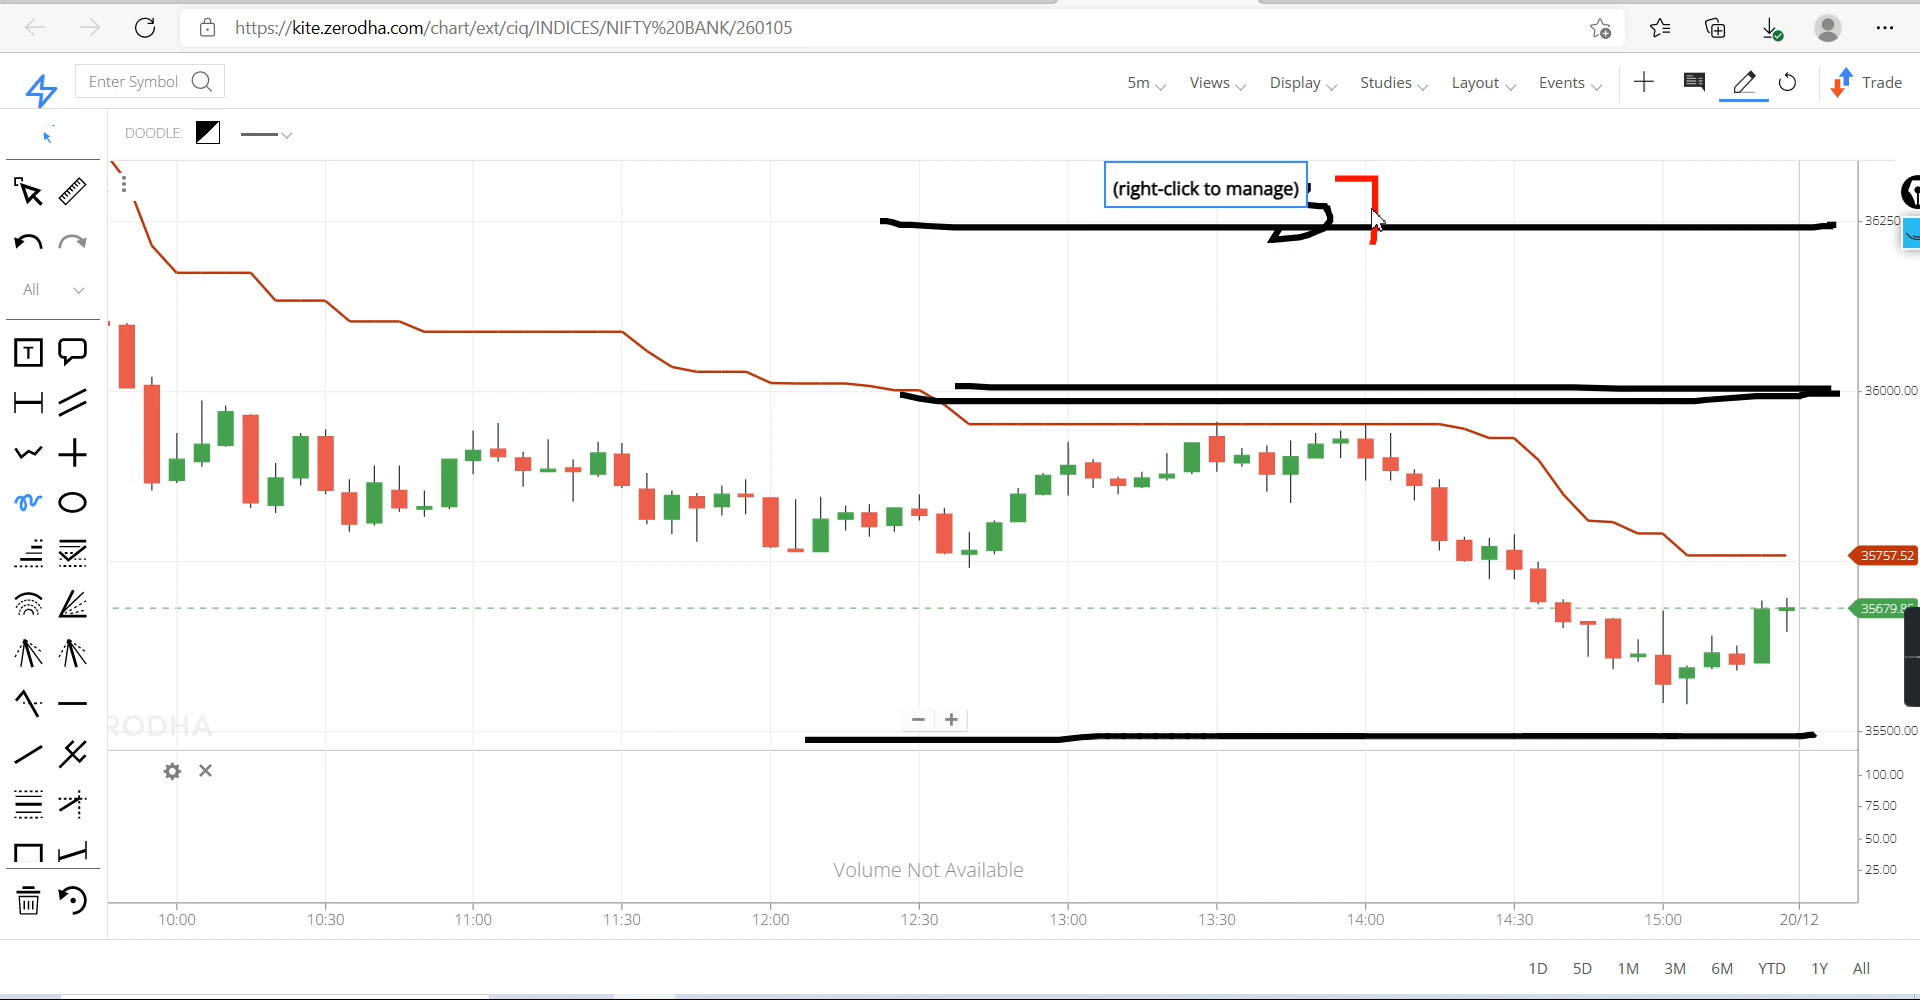 https://kite.zerodha.com/chart/ext/ciq/INDICES/NIFTY%20BANK/260105
Enter Symbol
5m
Views
Display
Studies
Layout
Events
Trade
DOODLE:
(right-click to manage)
All
T
36250
36000.00
35757.52
35679.85
35500.00
RODHA
100.00
75.00
50.00
25.00
Volume Not Available
10:00 10:30 11:00 11:30 12:00 12:30 13:00 13:30 14:00 14:30 15:00 20/12
1D 5D 1M 3M 6M YTD 1Y All